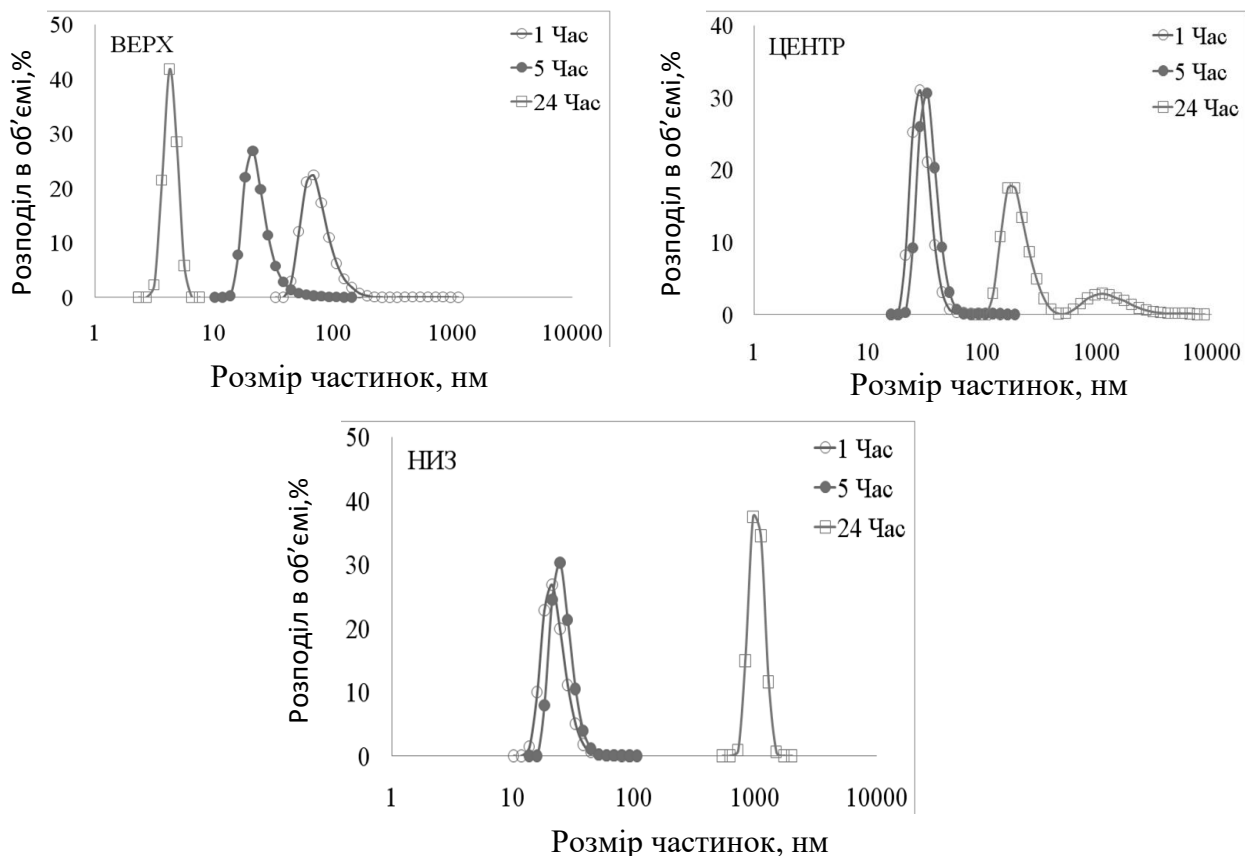 50
40
30
20
10
0
Розподіл в об’ємі,%
ВЕРХ
1 Час
5 Час
24 Час
1 10 100 1000 10000
Розмір частинок, нм
40
30
20
10
0
Розподіл в об’ємі,%
ЦЕНТР
1 Час
5 Час
24 Час
1 10 100 1000 10000
Розмір частинок, нм
50
40
30
20
10
0
Розподіл в об’ємі,%
НИЗ
1 Час
5 Час
24 Час
1 10 100 1000 10000
Розмір частинок, нм